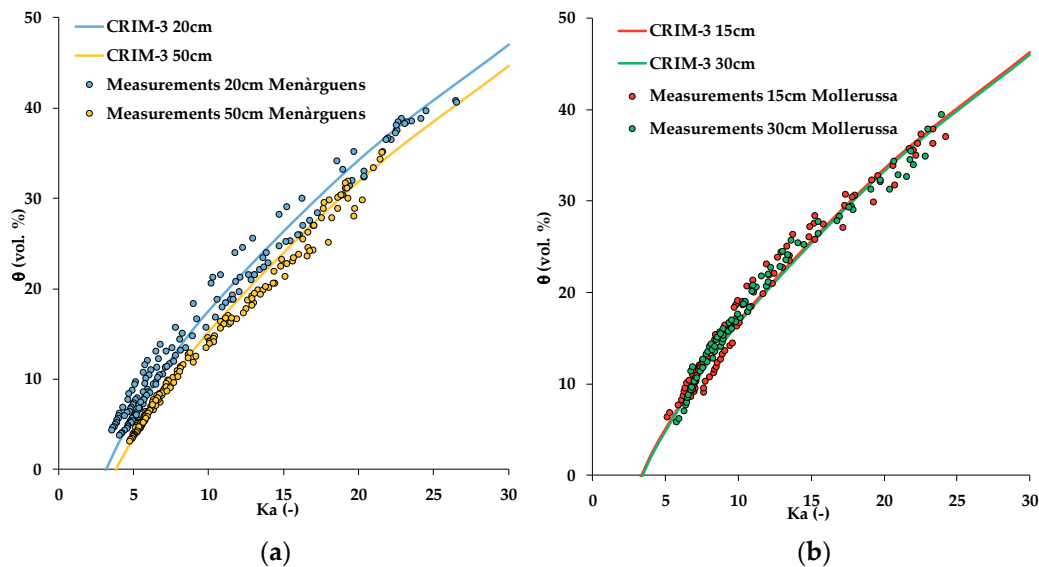 50
45
40
30
20
10
0
0
5
10
15
20
25
30
θ (vol. %)
Ka (-)
CRIM-3 20cm
CRIM-3 50cm
Measurements 20cm Menàrguens
Measurements 50cm Menàrguens
(a)
50
40
30
20
10
0
0
5
10
15
20
25
30
θ (vol. %)
Ka (-)
CRIM-3 15cm
CRIM-3 30cm
Measurements 15cm Mollerussa
Measurements 30cm Mollerussa
(b)